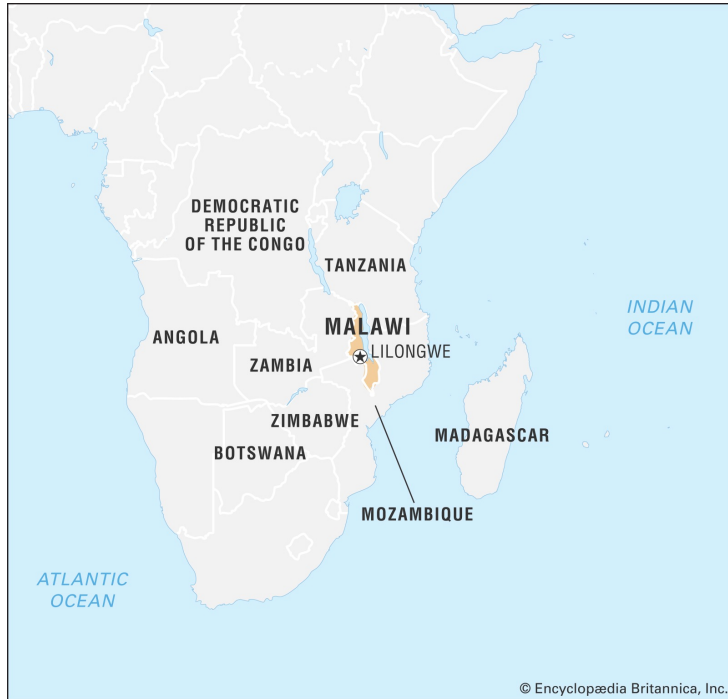 DEMOCRATIC
REPUBLIC
OF THE CONGO
TANZANIA
INDIAN
OCEAN
MALAWI
ANGOLA
LILONGWE
ZAMBIA
ZIMBABWE
MADAGASCAR
BOTSWANA
MOZAMBIQUE
ATLANTIC
OCEAN
© Encyclopædia Britannica, Inc.